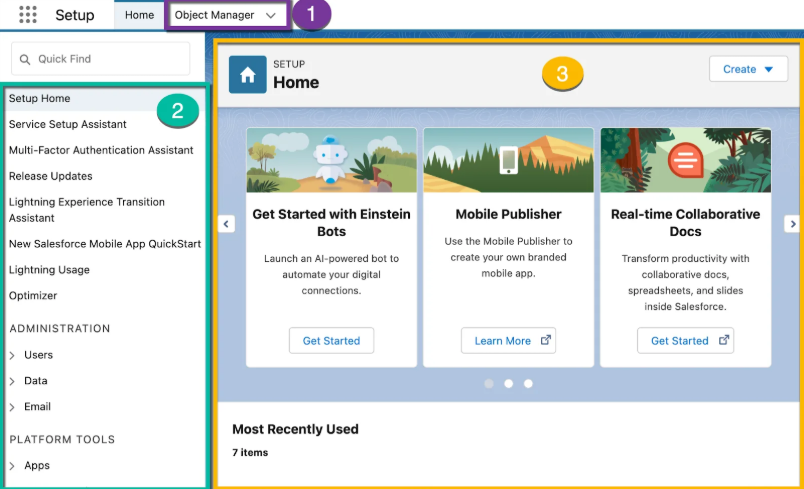 Setup
Home
Object Manager
1
Quick Find
Setup Home
2
Service Setup Assistant
Multi-Factor Authentication Assistant
Release Updates
Lightning Experience Transition
Assistant
New Salesforce Mobile App QuickStart
Lightning Usage
Optimizer
ADMINISTRATION
Users
Data
Email
PLATFORM TOOLS
Apps
SETUP
Home
3
Create
Get Started with Einstein
Bots
Launch an AI-powered bot to
automate your digital
connections.
Get Started
Mobile Publisher
Use the Mobile Publisher to
create your own branded
mobile app.
Learn More
Real-time Collaborative
Docs
Transform productivity with
collaborative docs,
spreadsheets, and slides
inside Salesforce.
Get Started
Most Recently Used
7 items